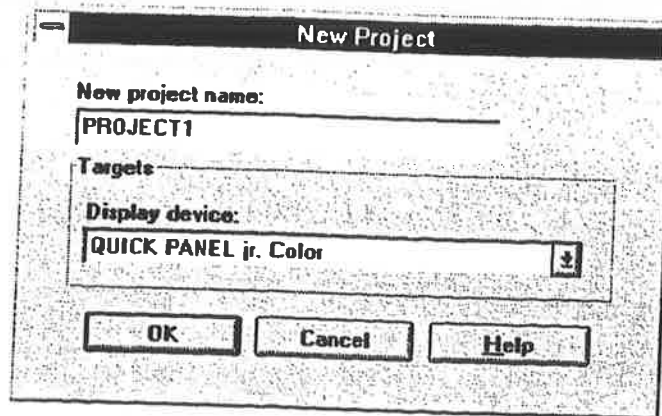 New Project
New project name:
PROJECT1
Targets
Display device:
QUICK PANEL jr. Color
OK Cancel Help